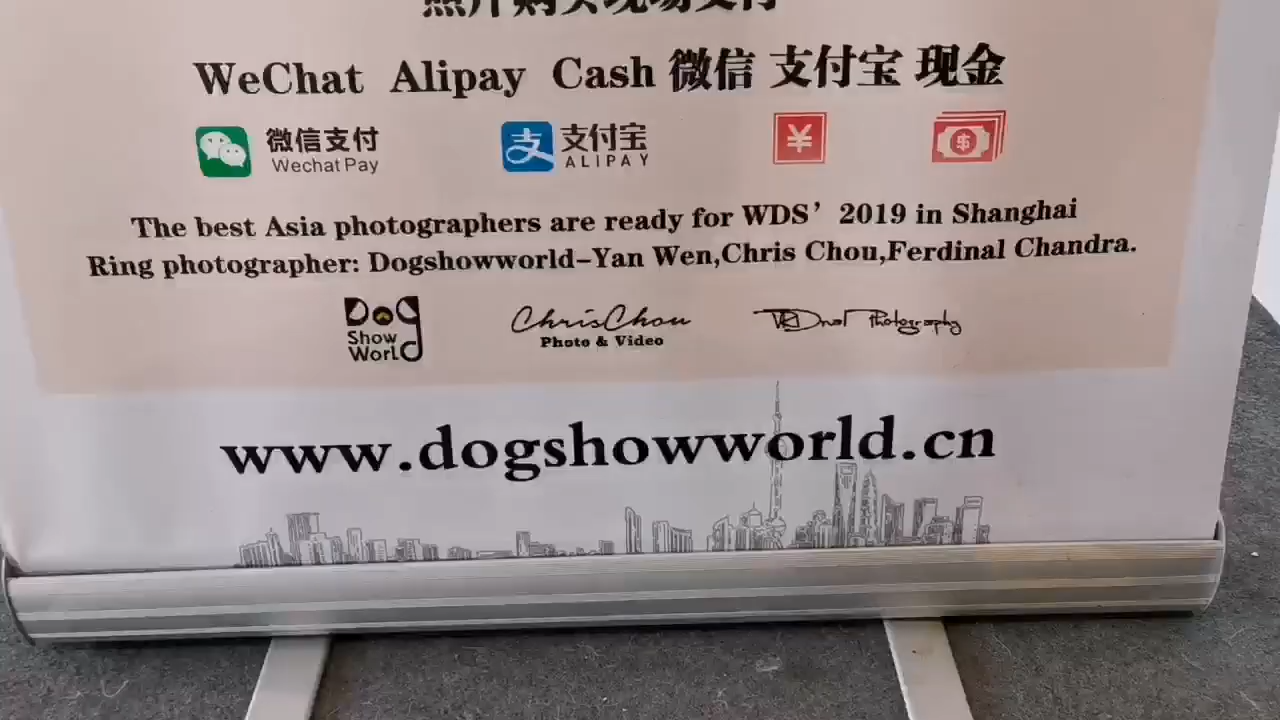 照片购买现场支付
WeChat Alipay Cash 微信 支付宝 现金
微信支付 支付宝
Wechat Pay ALIPAY
The best Asia photographers are ready for WDS’ 2019 in Shanghai
Ring photographer: Dogshowworld-Yan Wen,Chris Chou,Ferdinal Chandra.
Dog Show World
ChrisChou
Photo & Video
Photography
www.dogshowworld.cn